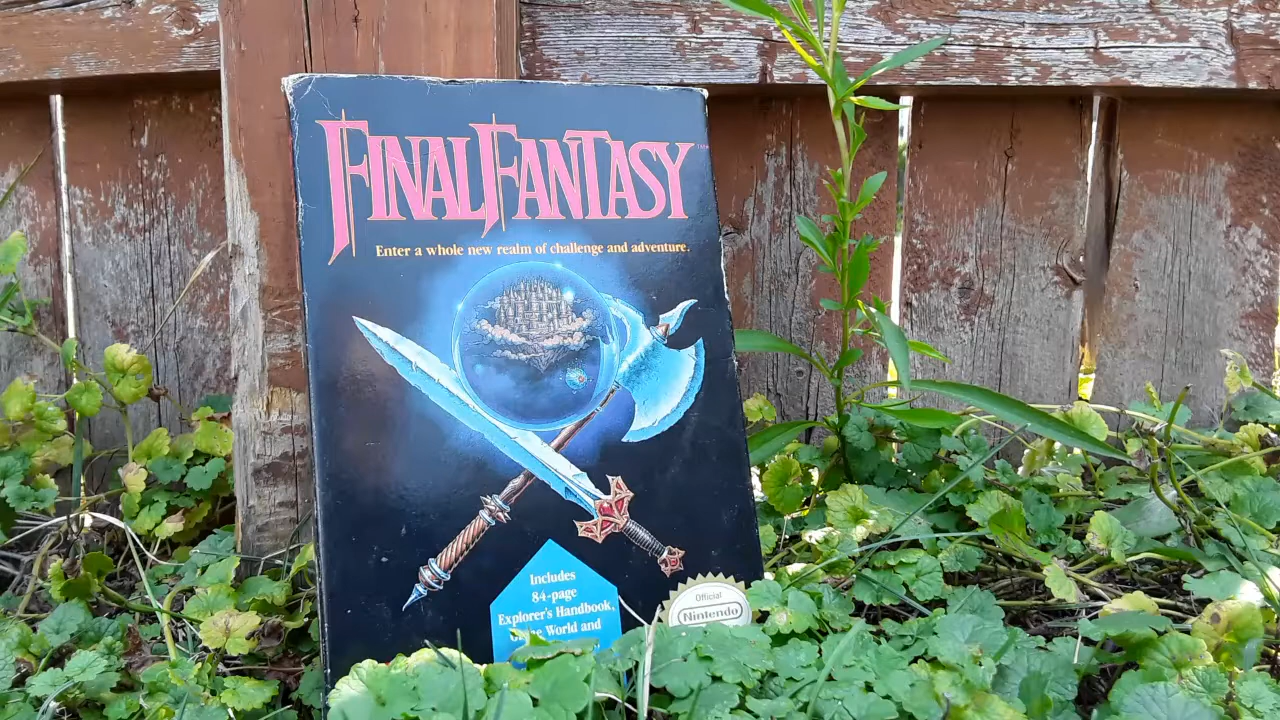 FINAL FANTASY
Enter a whole new realm of challenge and adventure.
Includes
84-page
Explorer's Handbook,
World and
Official
Nintendo